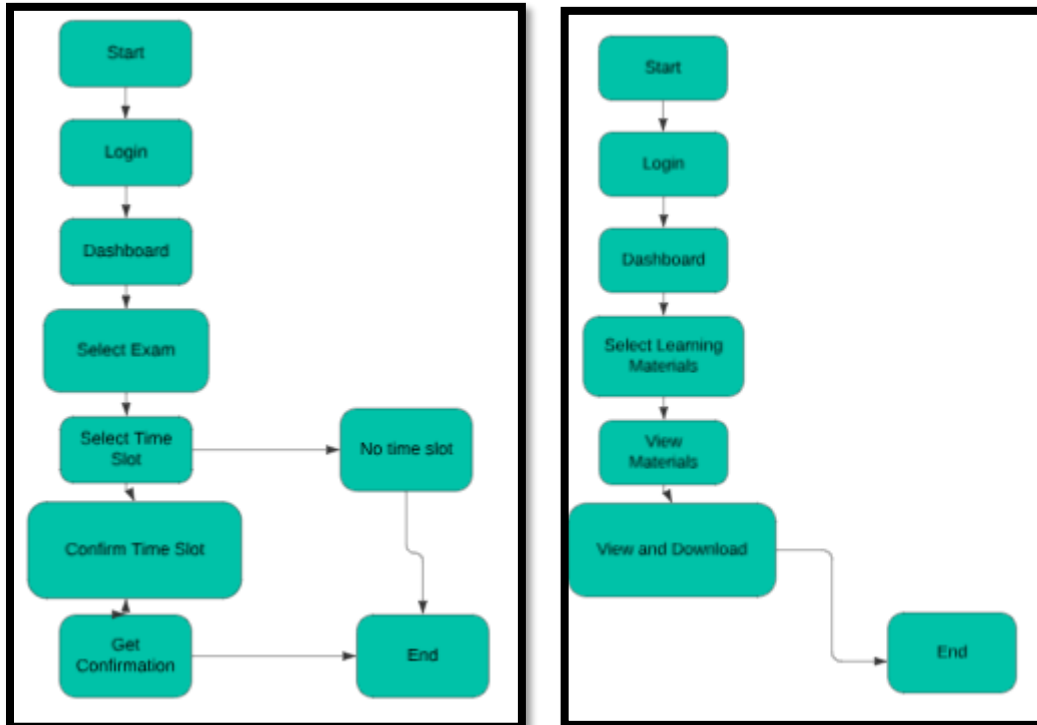 Start
Login
Dashboard
Select Exam
Select Time
Slot
No time slot
Confirm Time Slot
Get
Confirmation
End
Start
Login
Dashboard
Select Learning
Materials
View
Materials
View and Download
End